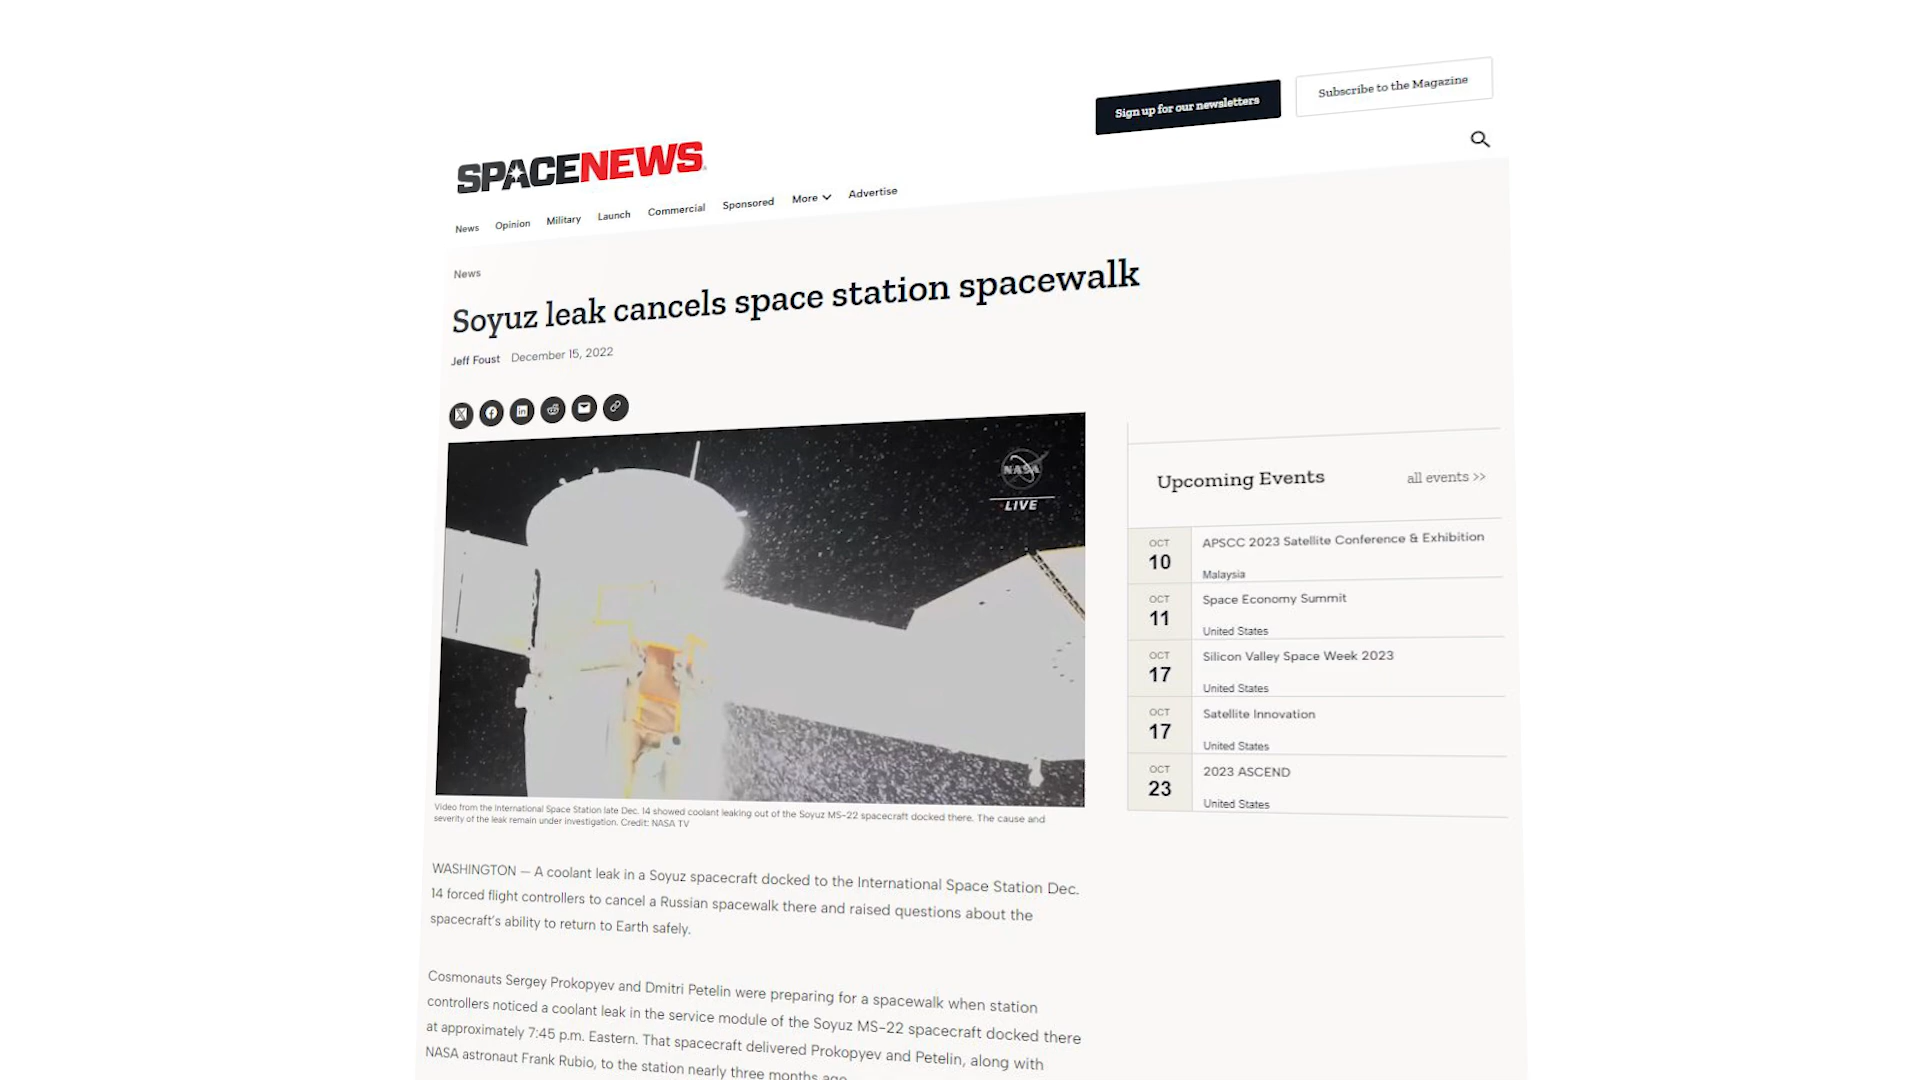 Sign up for our newsletters
Subscribe to the Magazine
SPACENEWS
News Opinion Military Launch Commercial Sponsored More Advertise
News
Soyuz leak cancels space station spacewalk
Jeff Foust December 15, 2022
NASA
LIVE
Video from the International Space Station late Dec. 14 showed coolant leaking out of the Soyuz MS-22 spacecraft docked there. The cause and
severity of the leak remain under investigation. Credit: NASA TV
WASHINGTON — A coolant leak in a Soyuz spacecraft docked to the International Space Station Dec.
14 forced flight controllers to cancel a Russian spacewalk there and raised questions about the
spacecraft's ability to return to Earth safely.
Cosmonauts Sergey Prokopyev and Dmitri Petelin were preparing for a spacewalk when station
controllers noticed a coolant leak in the service module of the Soyuz MS-22 spacecraft docked there
at approximately 7:45 p.m. Eastern. That spacecraft delivered Prokopyev and Petelin, along with
NASA astronaut Frank Rubio, to the station nearly three months ago.
Upcoming Events all events >>
OCT
10
APSCC 2023 Satellite Conference & Exhibition
Malaysia
OCT
11
Space Economy Summit
United States
OCT
17
Silicon Valley Space Week 2023
United States
OCT
17
Satellite Innovation
United States
OCT
23
2023 ASCEND
United States